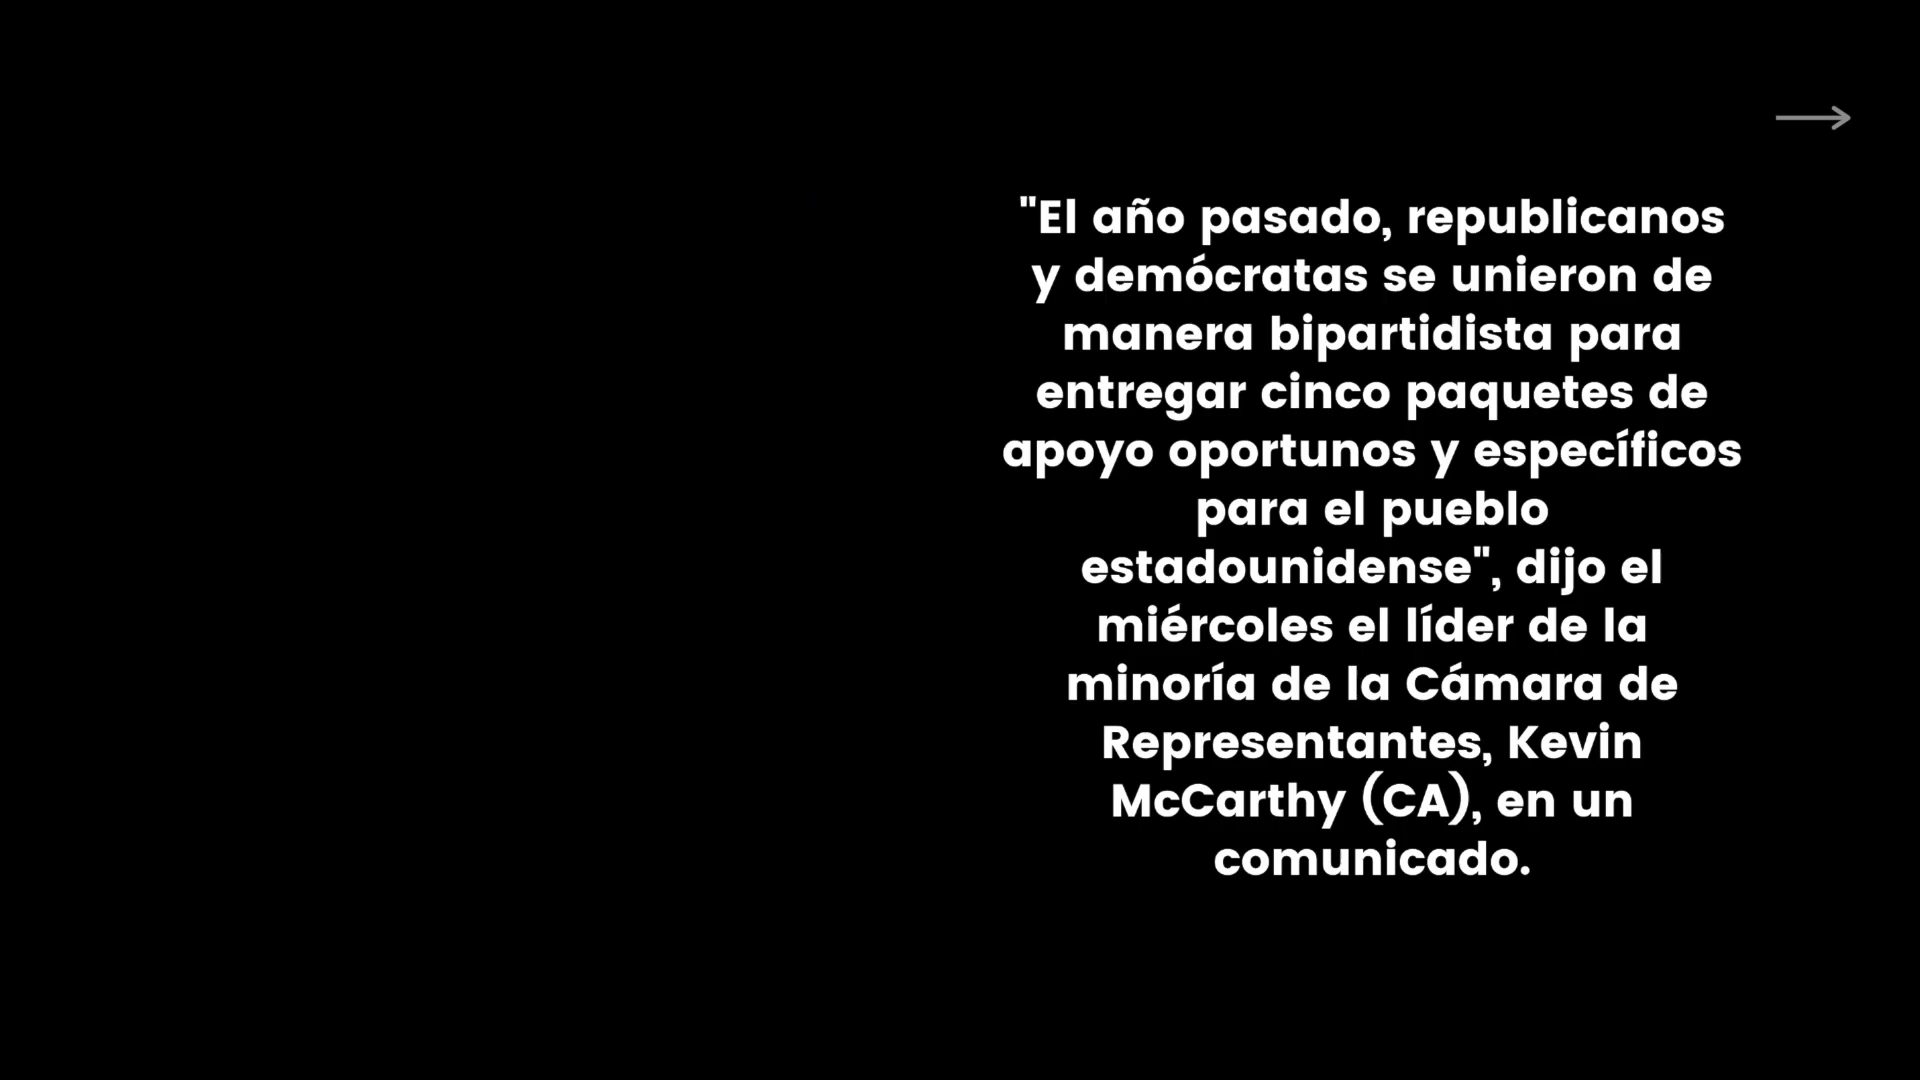 "El año pasado, republicanos
y demócratas se unieron de
manera bipartidista para
entregar cinco paquetes de
apoyo oportunos y específicos
para el pueblo
estadounidense", dijo el
miércoles el líder de la
minoría de la Cámara de
Representantes, Kevin
McCarthy (CA), en un
comunicado.